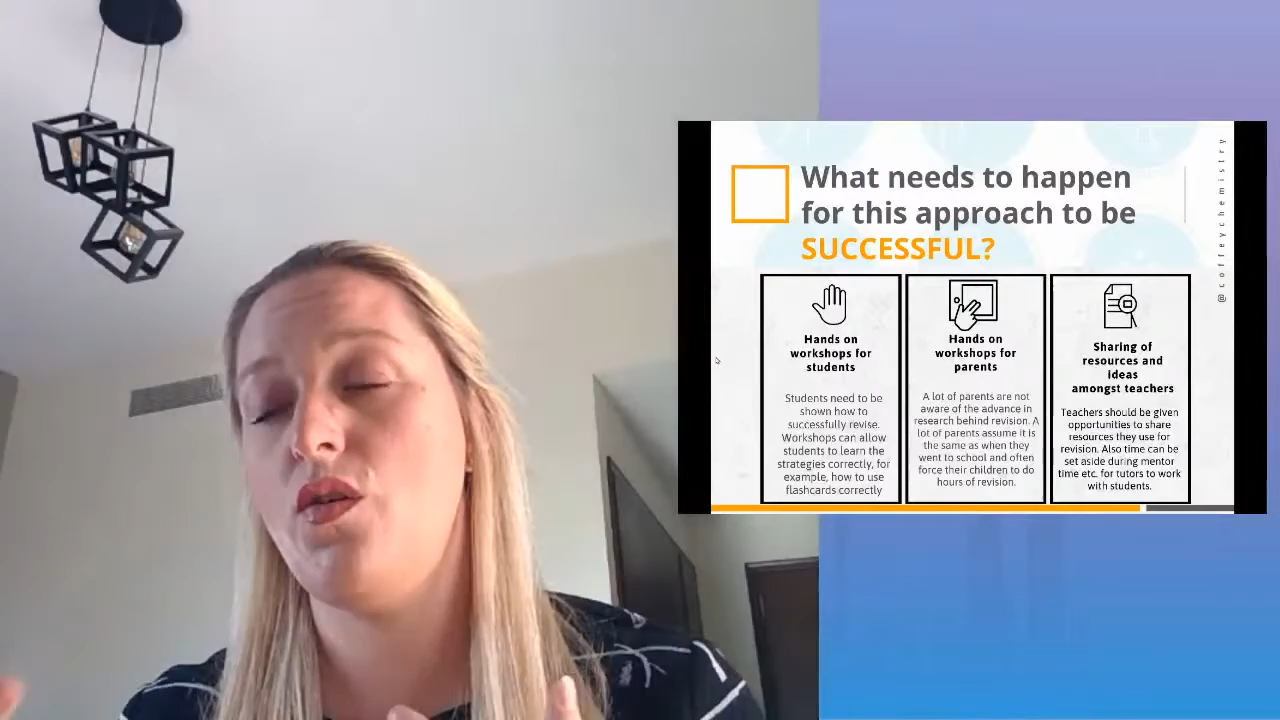 What needs to happen
for this approach to be
SUCCESSFUL?
@coffeychemistry
Hands on
workshops for
students
Students need to be
shown how to
successfully revise.
Workshops can allow
students to learn the
strategies correctly, for
example, how to use
flashcards correctly
Hands on
workshops for
parents
A lot of parents are not
aware of the advance in
research behind revision. A
lot of parents assume it is
the same as when they
went to school and often
force their children to do
hours of revision.
Sharing of
resources and
ideas
amongst teachers
Teachers should be given
opportunities to share
resources they use for
revision. Also time can be
set aside during mentor
time etc. for tutors to work
with students.